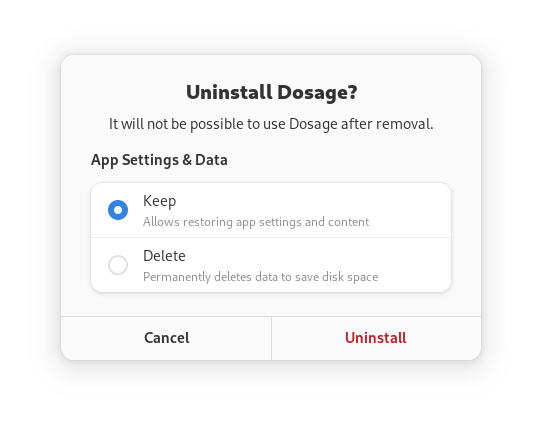 Uninstall Dosage?
It will not be possible to use Dosage after removal.
App Settings & Data
Keep
Allows restoring app settings and content
Delete
Permanently deletes data to save disk space
Cancel
Uninstall